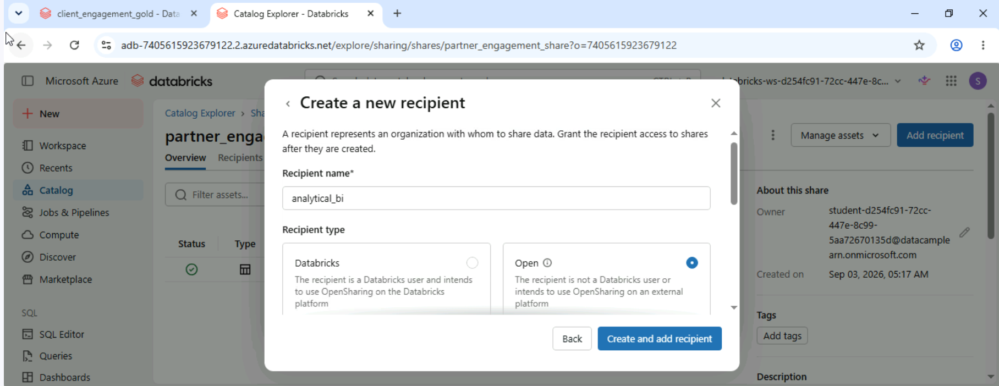 client_engagement_gold - Data
Catalog Explorer - Databricks
adb-7405615923679122.2.azuredatabricks.net/explore/sharing/shares/partner_engagement_share?o=7405615923679122
Microsoft Azure databricks
abricks-ws-d254fc91-72cc-447e-8c...
S
New
Workspace
Recents
Catalog
Jobs & Pipelines
Compute
Discover
Marketplace
SQL
SQL Editor
Queries
Dashboards
Catalog Explorer › Sha
partner_enga
Overview Recipients
Filter assets...
Status Type
Create a new recipient
A recipient represents an organization with whom to share data. Grant the recipient access to shares
after they are created.
Recipient name*
analytical_bi
Recipient type
Databricks
The recipient is a Databricks user and intends
to use OpenSharing on the Databricks
platform
Open
The recipient is not a Databricks user or
intends to use OpenSharing on an external
platform
Back
Create and add recipient
Manage assets
Add recipient
About this share
Owner
student-d254fc91-72cc-
447e-8c99-
5aa72670135d@datacample
arn.onmicrosoft.com
Created on Sep 03, 2026, 05:17 AM
Tags
Add tags
Description